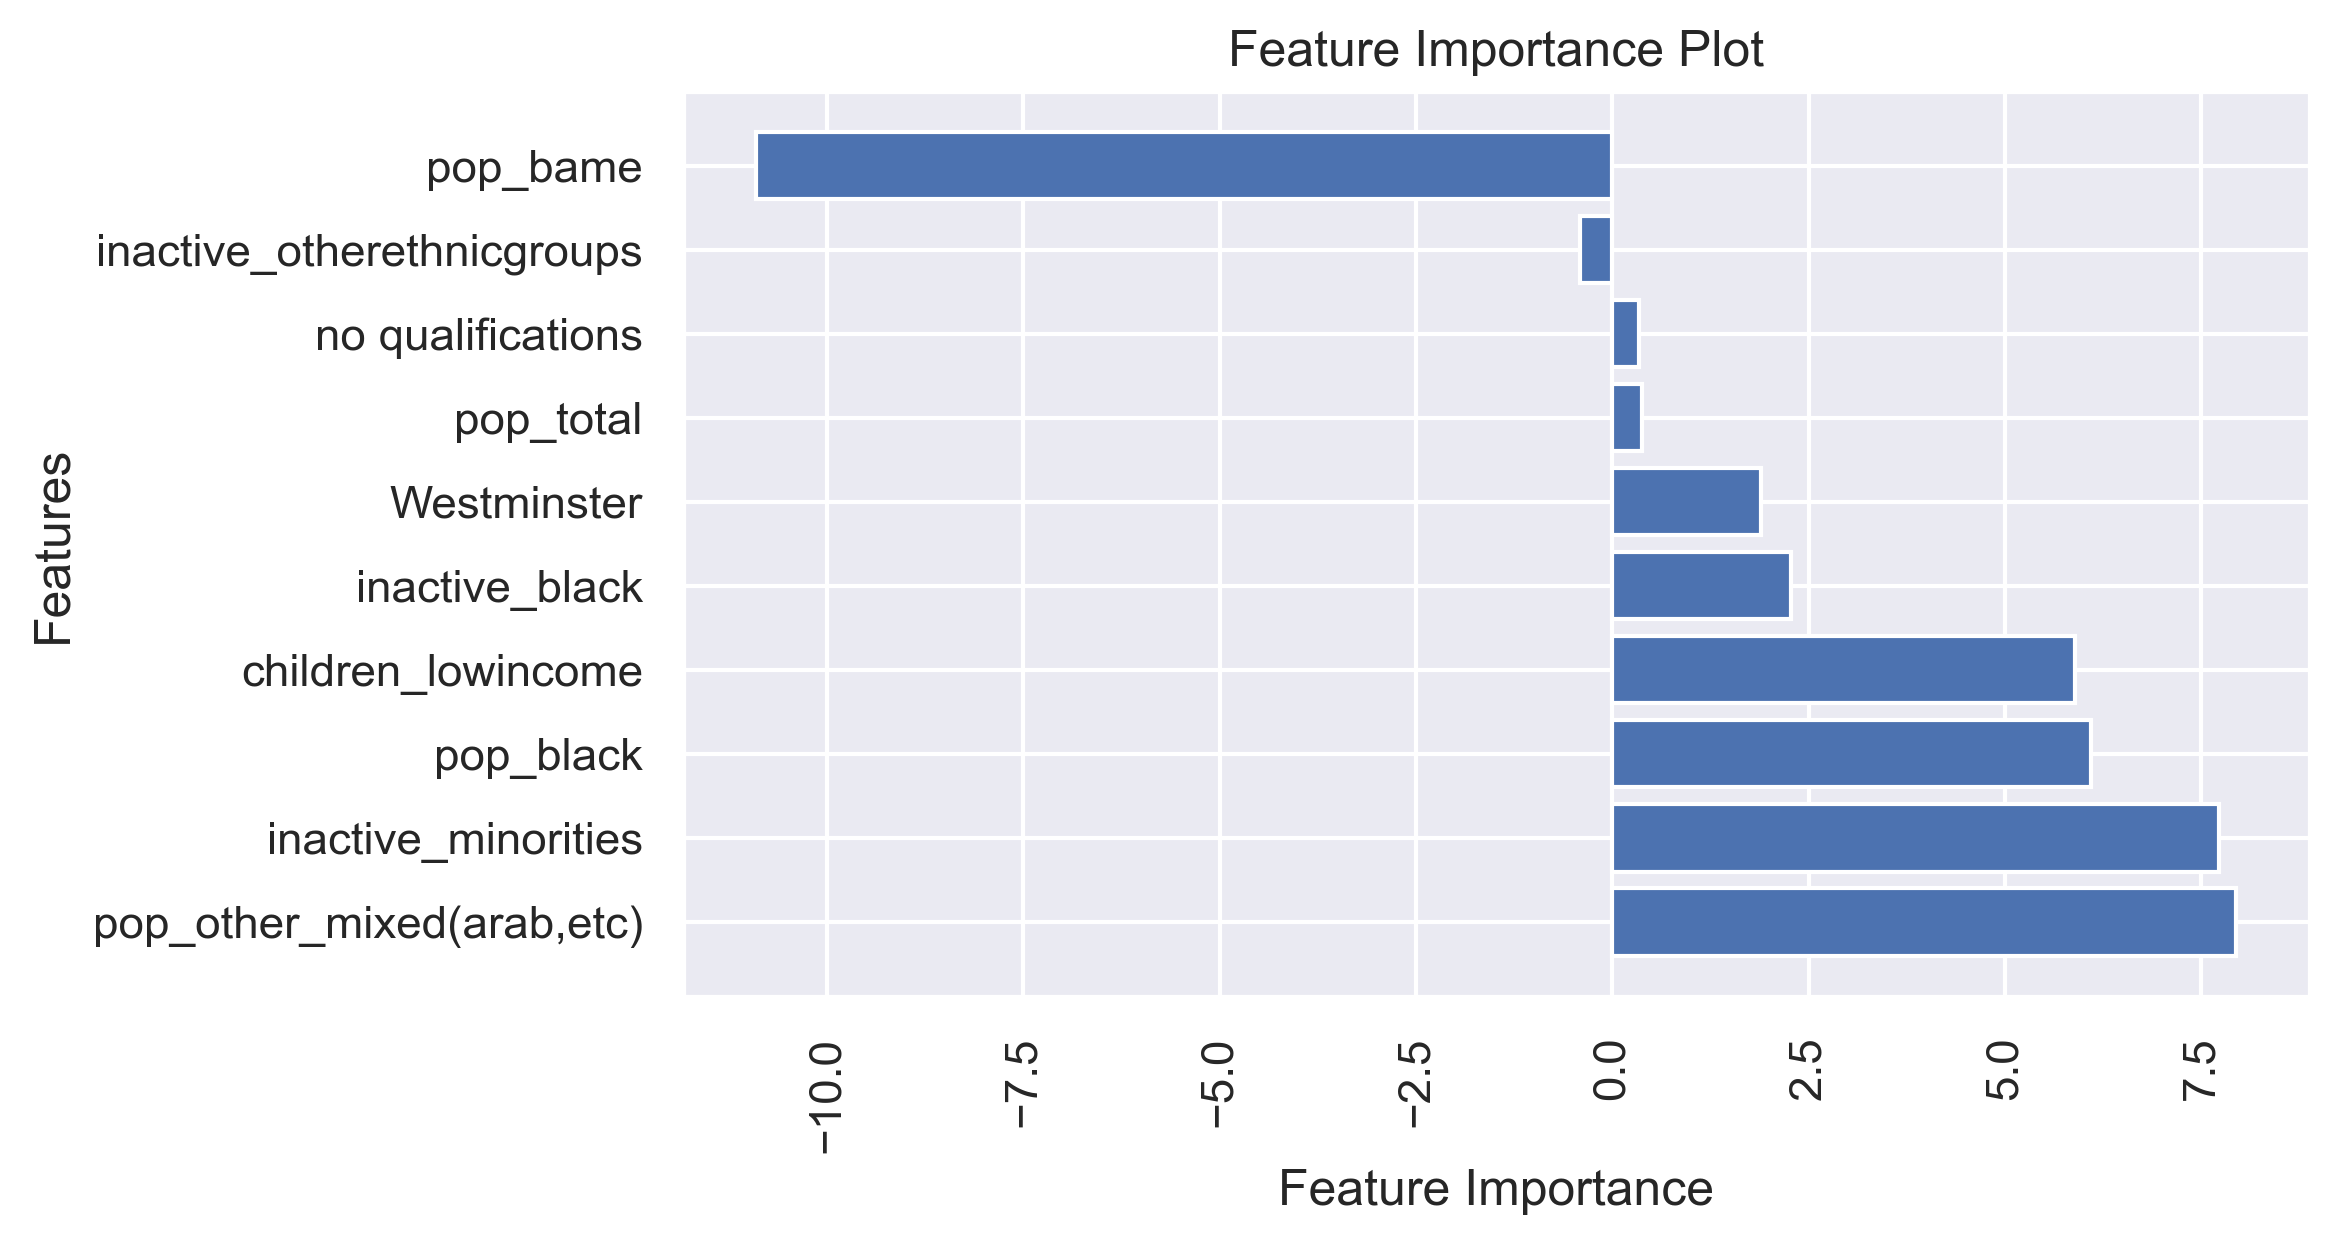 Feature Importance Plot
pop_bame
inactive_otherethnicgroups
no qualifications
pop_total
Westminster
inactive_black
children_lowincome
pop_black
inactive_minorities
pop_other_mixed(arab,etc)
Features
−10.0
−7.5
−5.0
−2.5
0.0
2.5
5.0
7.5
Feature Importance